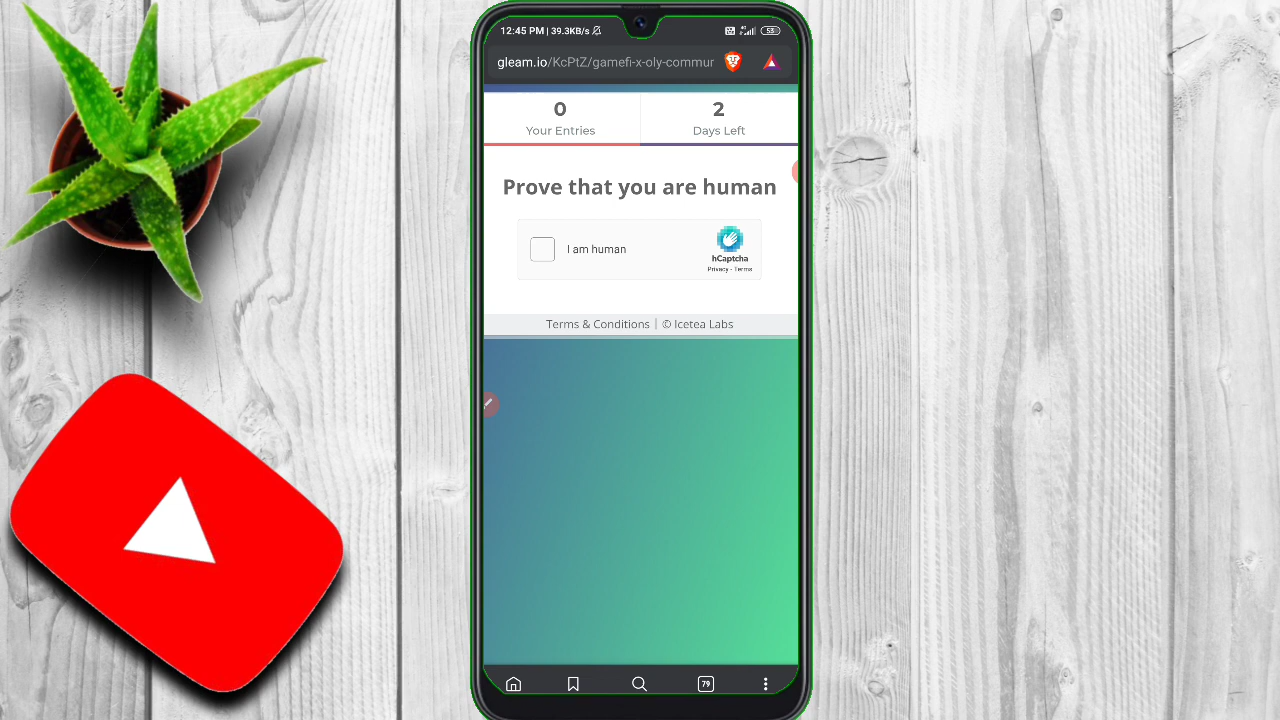 12:45 PM | 39.3KB/s
53
gleam.io/KcPtZ/gamefi-x-oly-commur
0
Your Entries
2
Days Left
Prove that you are human
I am human
hCaptcha
Privacy - Terms
Terms & Conditions | © Icetea Labs
79